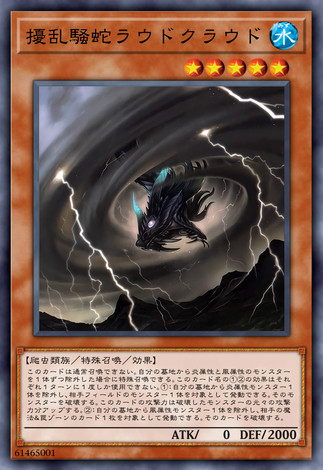 擾乱騒蛇ラウドクラウド
水
【爬虫類族／特殊召喚／効果】
このカードは通常召喚できない。自分の墓地から炎属性と風属性のモンスター
を１体ずつ除外した場合に特殊召喚できる。このカード名の①②の効果はそれ
ぞれ１ターンに１度しか使用できない。①：自分の墓地から炎属性モンスター１
体を除外し、相手フィールドのモンスター１体を対象として発動できる。そのモ
ンスターを破壊する。このカードの攻撃力は破壊したモンスターの元々の攻撃
力分アップする。②：自分の墓地から風属性モンスター１体を除外し、相手の魔
法&罠ゾーンのカード１枚を対象として発動できる。そのカードを破壊する。
ATK/ 0 DEF/2000
61465001